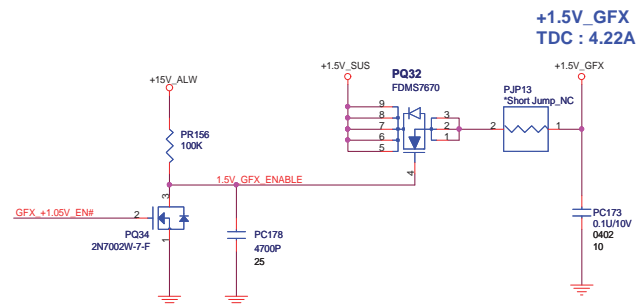 +1.5V_GFX
TDC : 4.22A
+15V_ALW
+1.5V_SUS
PQ32
FDMS7670
+1.5V_GFX
PJP13
*Short Jump_NC
9
8
7
6
5
3
2
1
4
2
1
PR156
100K
1.5V_GFX_ENABLE
GFX_+1.05V_EN#
2
3
1
PQ34
2N7002W-7-F
PC178
4700P
25
PC173
0.1U/10V
0402
10